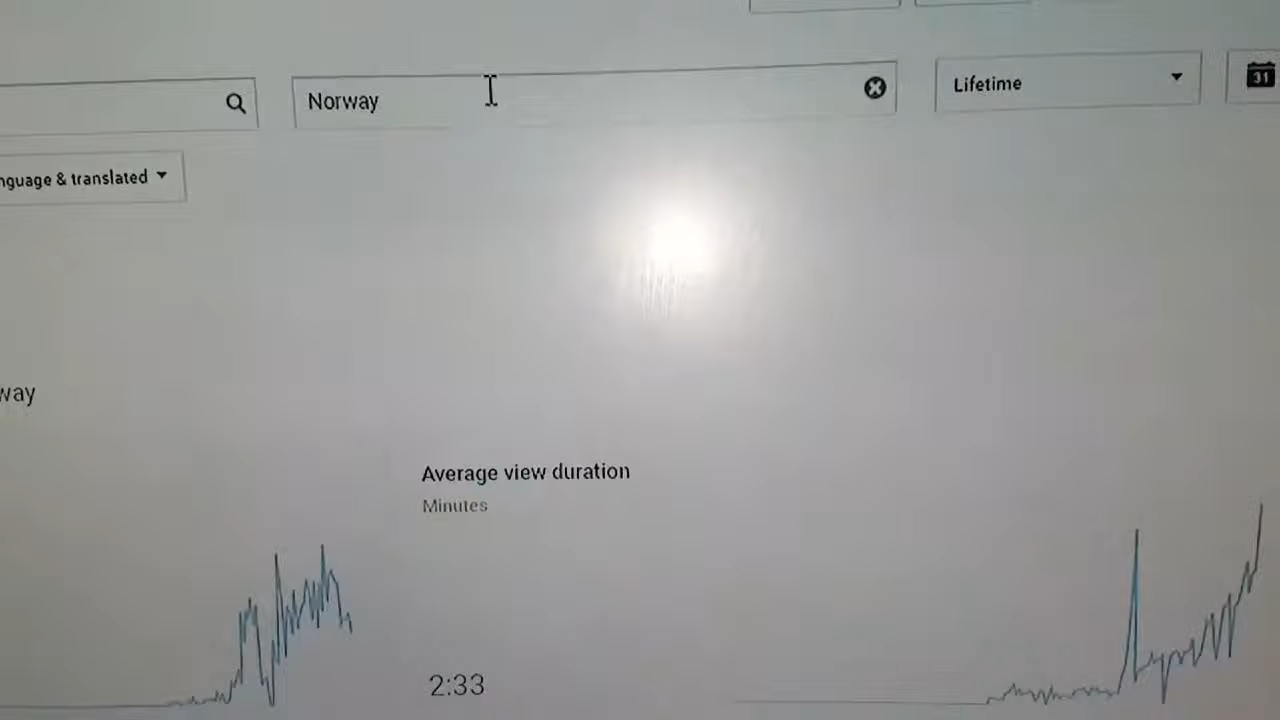 Norway
Lifetime
31
nguage & translated
way
Average view duration
Minutes
2:33